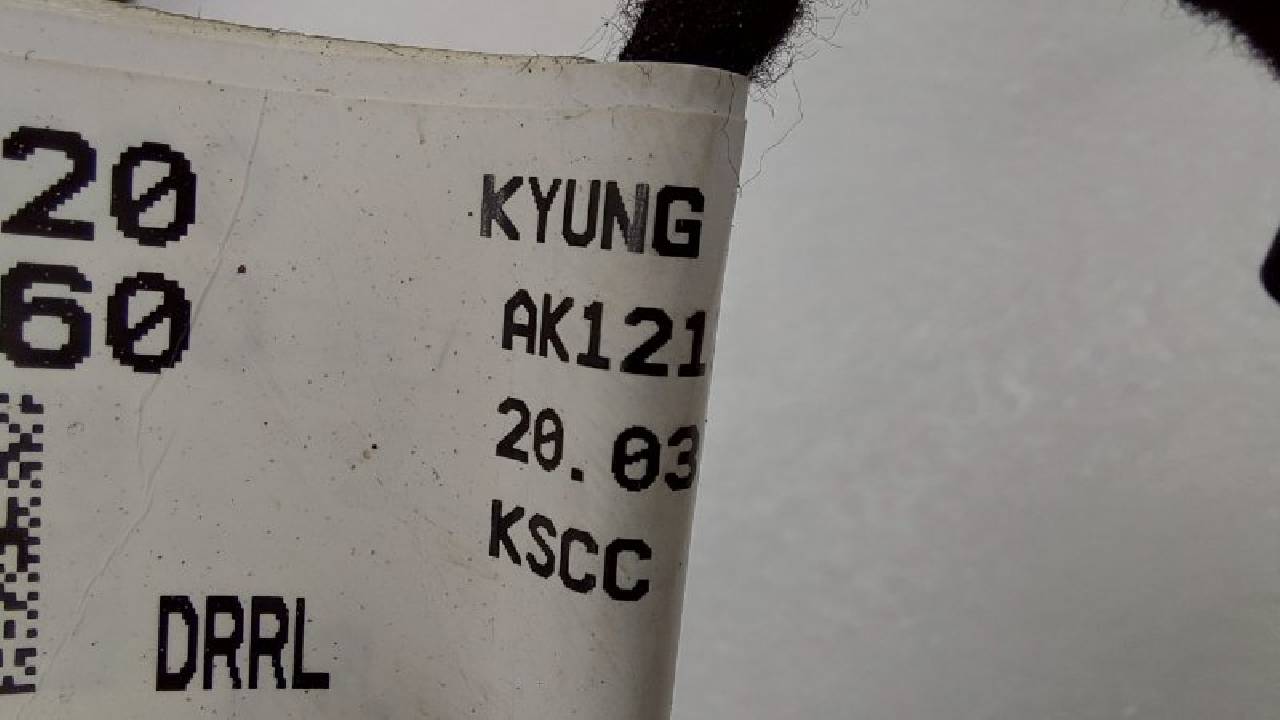 20
60
KYUNG
AK121
20.03
KSCC
DRRL